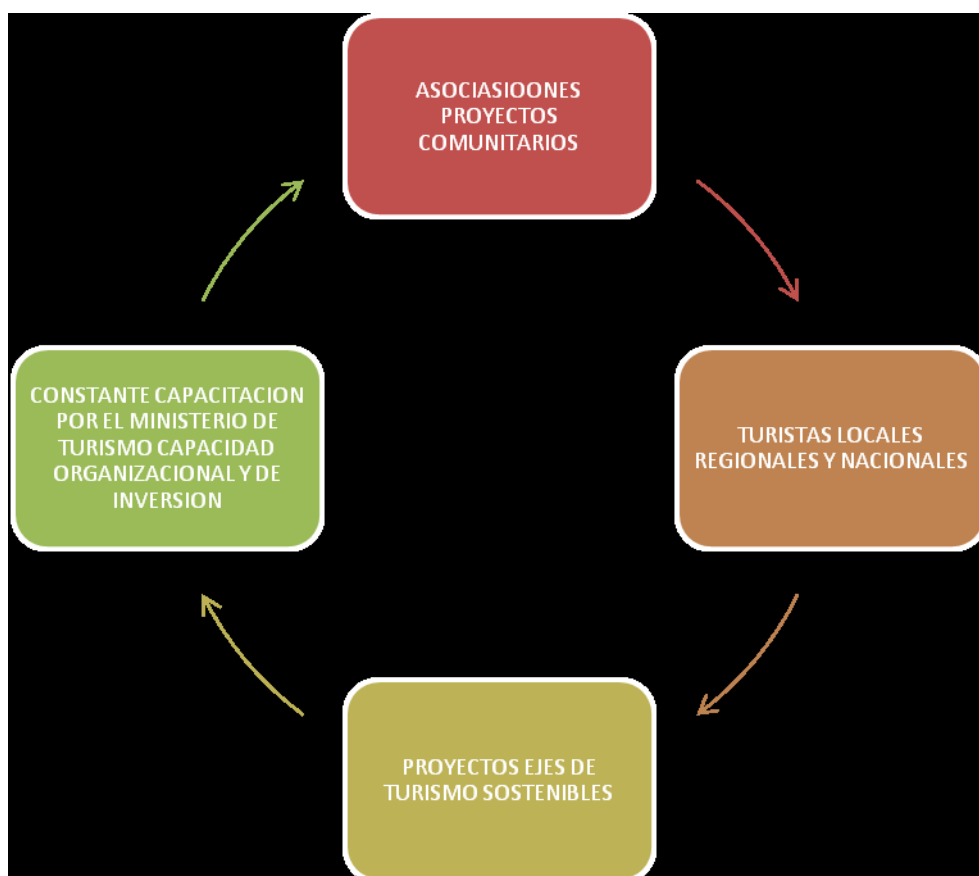 ASOCIASIOONES
PROYECTOS
COMUNITARIOS
TURISTAS LOCALES
REGIONALES Y NACIONALES
PROYECTOS EJES DE
TURISMO SOSTENIBLES
CONSTANTE CAPACITACION
POR EL MINISTERIO DE
TURISMO CAPACIDAD
ORGANIZACIONAL Y DE
INVERSION